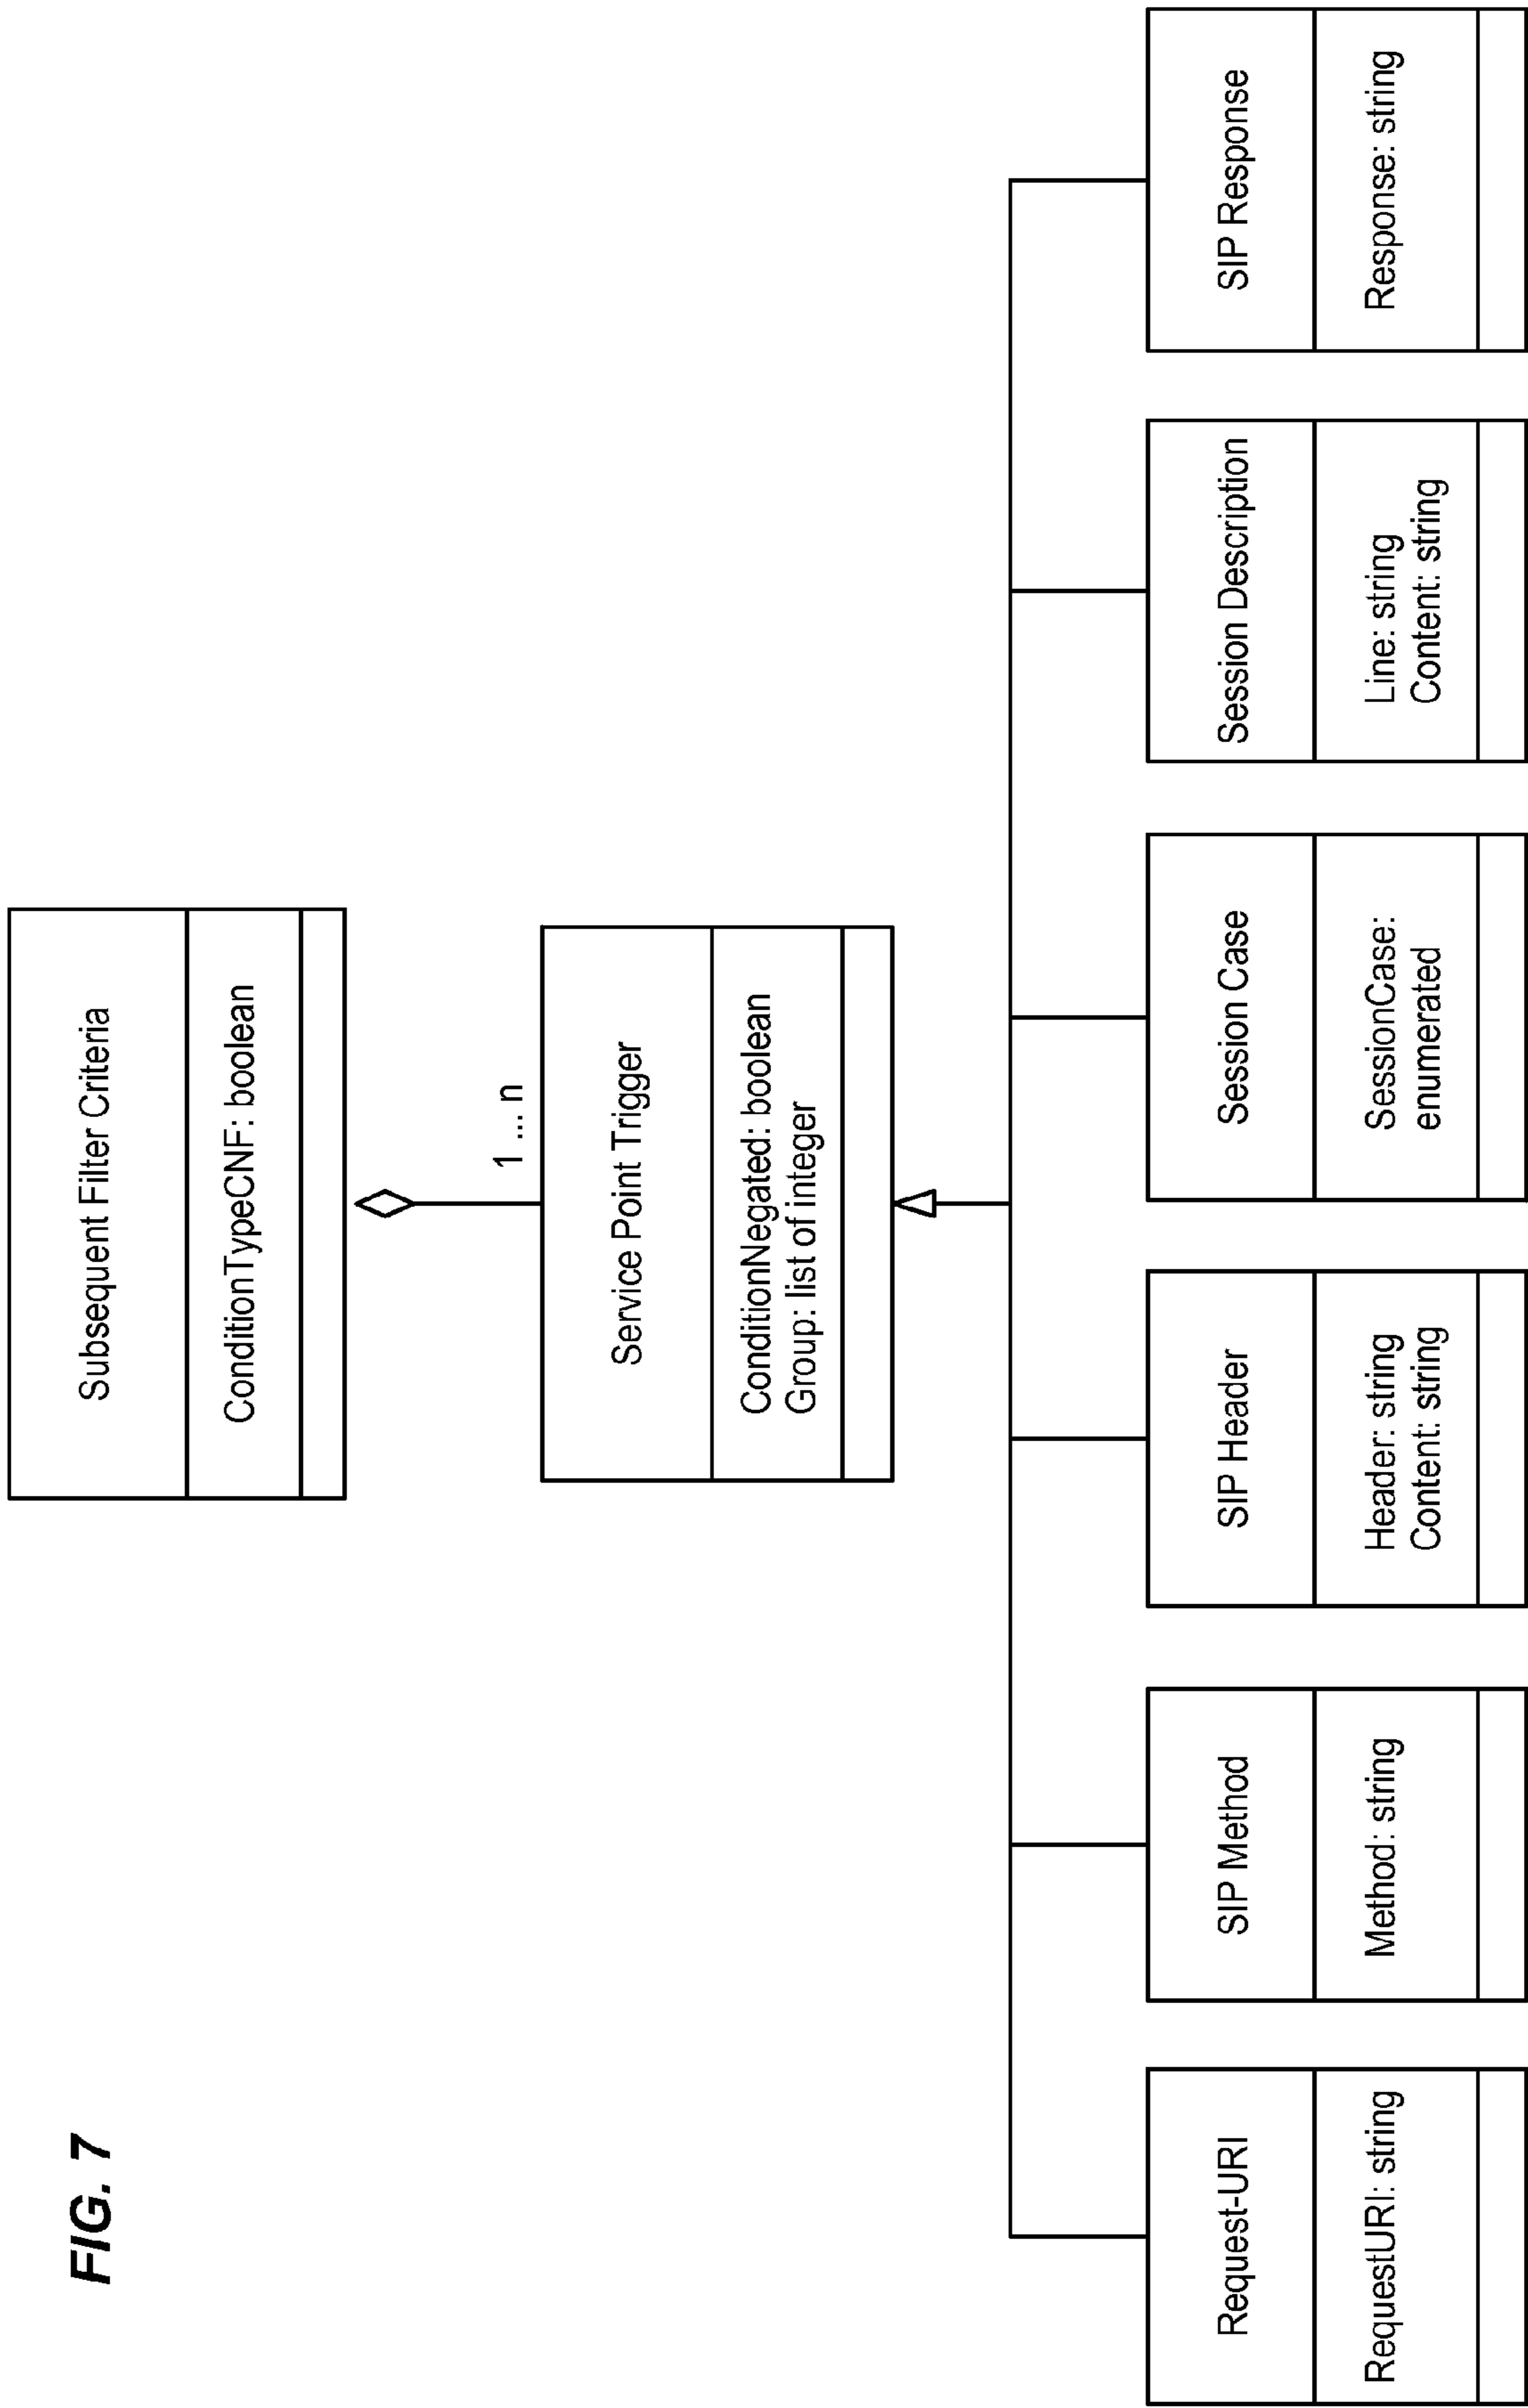 FIG. 7
Subsequent Filter Criteria
ConditionTypeCNF: boolean
1 ... n
Service Point Trigger
ConditionNegated: boolean
Group: list of integer
Request-URI
RequestURI: string
SIP Method
Method: string
SIP Header
Header: string
Content: string
Session Case
SessionCase:
enumerated
Session Description
Line: string
Content: string
SIP Response
Response: string